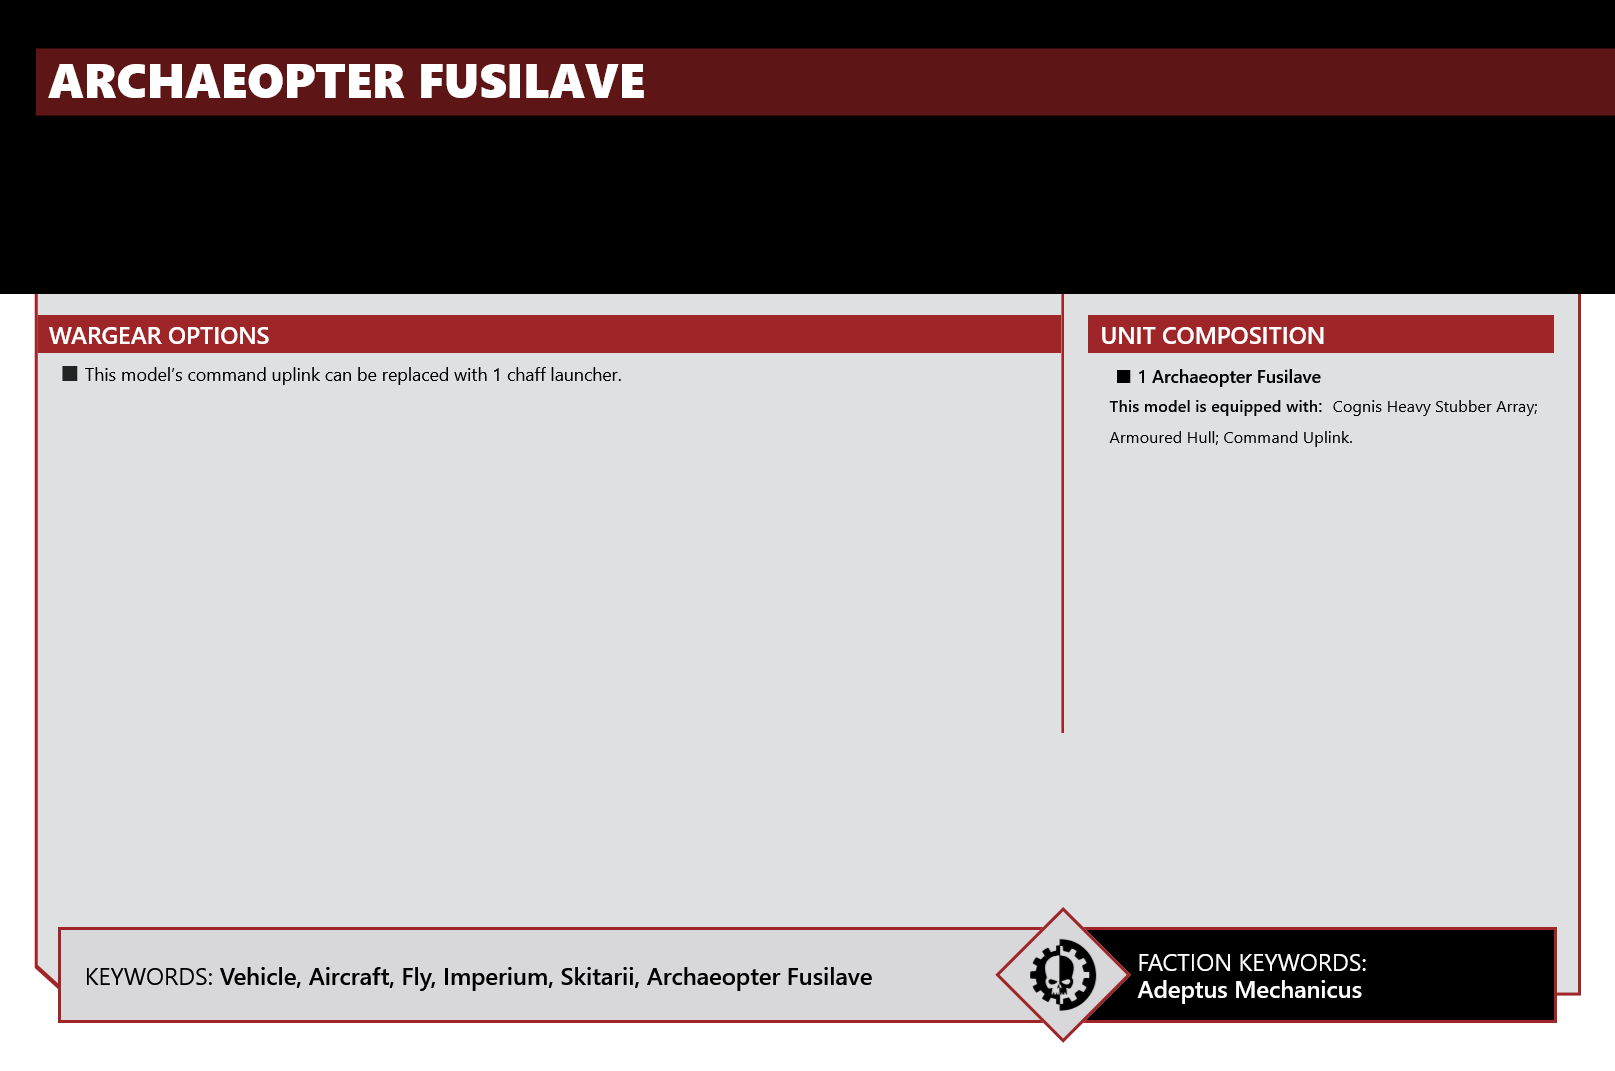 ARCHAEOPTER FUSILAVE
WARGEAR OPTIONS
■ This model’s command uplink can be replaced with 1 chaff launcher.
UNIT COMPOSITION
■ 1 Archaeopter Fusilave
This model is equipped with: Cognis Heavy Stubber Array;
Armoured Hull; Command Uplink.
KEYWORDS: Vehicle, Aircraft, Fly, Imperium, Skitarii, Archaeopter Fusilave
FACTION KEYWORDS:
Adeptus Mechanicus